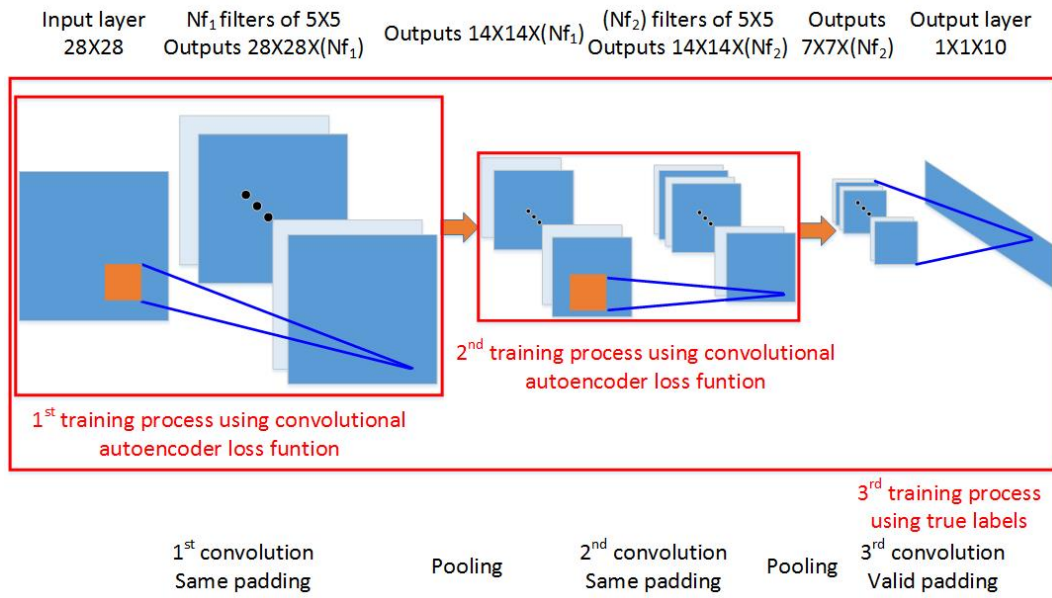 Input layer
28X28
Nf₁ filters of 5X5
Outputs 28X28X(Nf₁)
Outputs 14X14X(Nf₁)
(Nf₂) filters of 5X5
Outputs 14X14X(Nf₂)
Outputs
7X7X(Nf₂)
Output layer
1X1X10
1st training process using convolutional
autoencoder loss funtion
2nd training process using convolutional
autoencoder loss funtion
3rd training process
using true labels
1st convolution
Same padding
Pooling
2nd convolution
Same padding
Pooling
3rd convolution
Valid padding